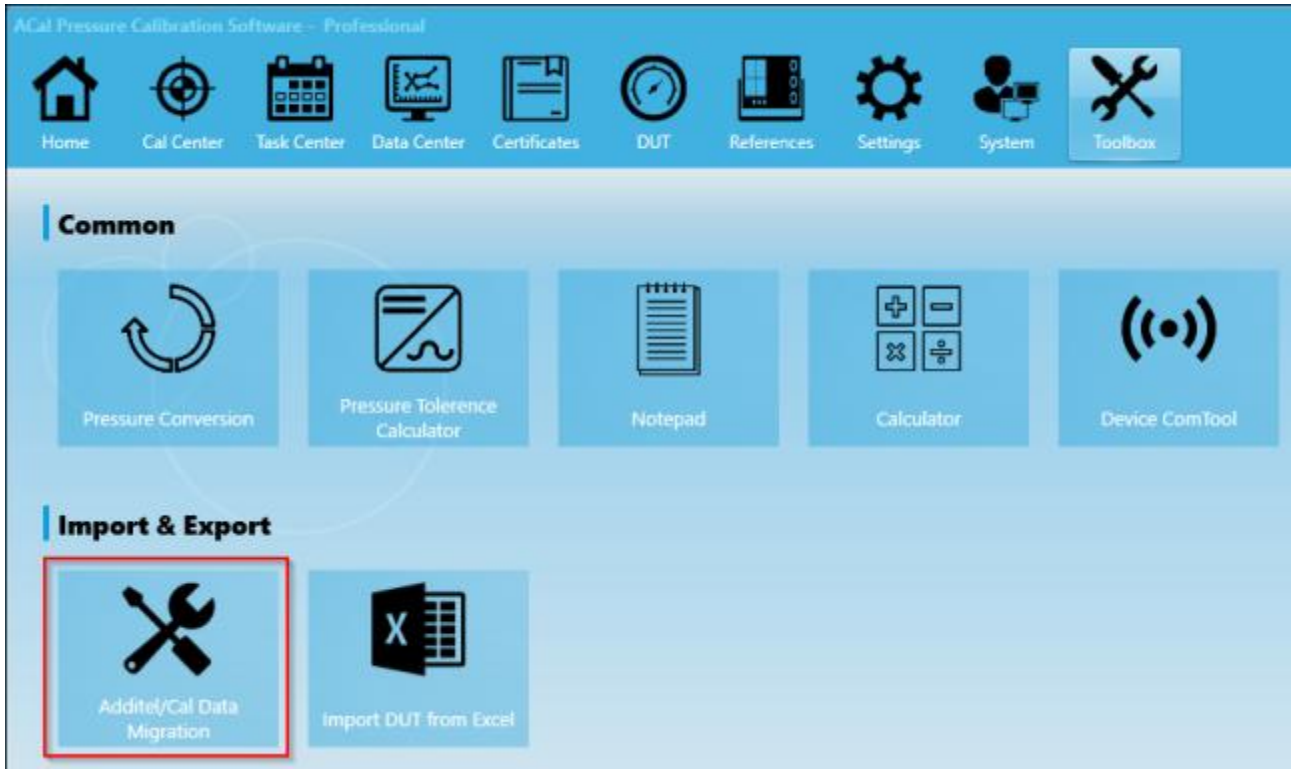 ACal Pressure Calibration Software - Professional
Home
Cal Center
Task Center
Data Center
Certificates
DUT
References
Settings
System
Toolbox
Common
Pressure Conversion
Pressure Tolerence
Calculator
Notepad
Calculator
Device ComTool
Import & Export
Additel/Cal Data
Migration
X
Import DUT from Excel